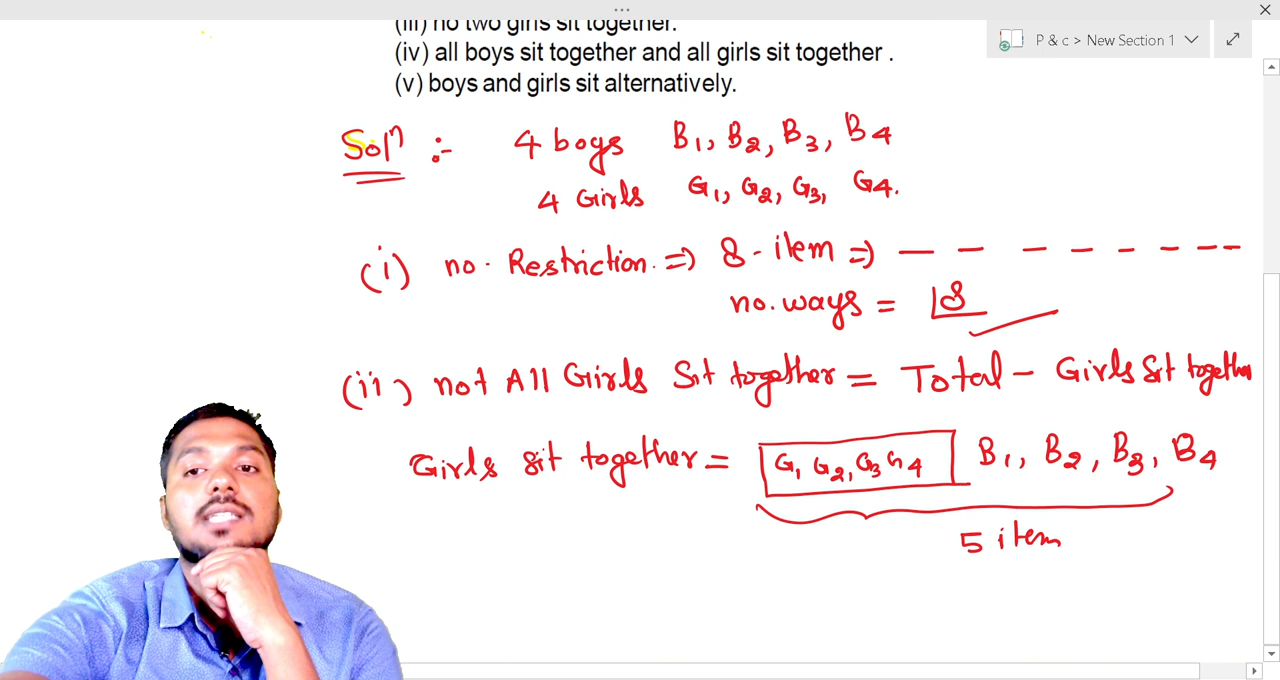 (iii) no two girls sit together.
P & c > New Section 1
(iv) all boys sit together and all girls sit together .
(v) boys and girls sit alternatively.
Solⁿ :- 4 boys B1, B2, B3, B4
4 Girls G1, G2, G3, G4.
(i) no. Restriction. => 8-item => — — — — — — — —
no. ways = |8
(ii) not All Girls Sit together = Total - Girls Sit together
Girls sit together = G1 G2, G3 G4 B1, B2, B3, B4
5 item